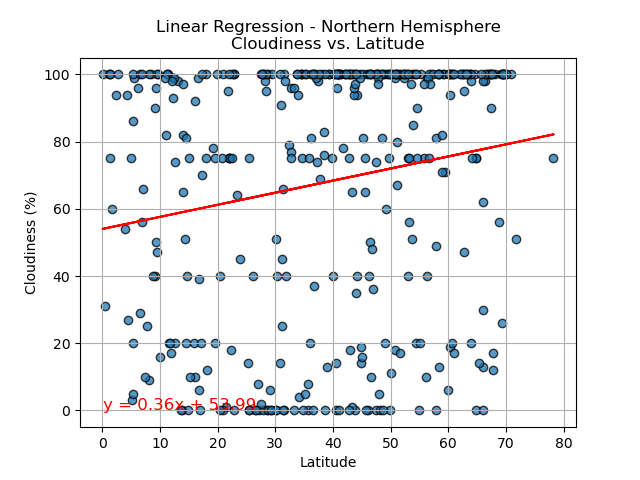 Linear Regression - Northern Hemisphere
Cloudiness vs. Latitude
100
80
60
40
20
0
Cloudiness (%)
y = 0.36x + 53.99
0 10 20 30 40 50 60 70 80
Latitude